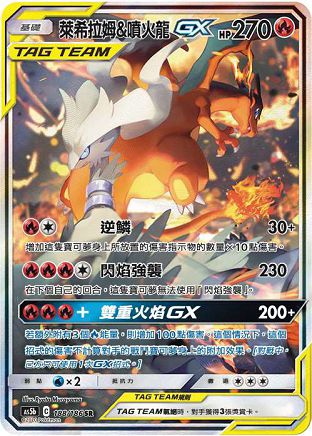 基礎 萊希拉姆&噴火龍GX HP270
TAG TEAM
逆鱗 30+
增加這隻寶可夢身上所放置的傷害指示物的數量×10點傷害。
閃焰強襲 230
在下個自己的回合，這隻寶可夢無法使用「閃焰強襲」。
+ 雙重火焰GX 200+
若額外附有3個能量，則增加100點傷害。這個情況下，這個
招式的傷害不計算對手的戰鬥寶可夢身上的附加效果。
弱點 ×2 抵抗力 撤退
Illus. Ryota Murayama
AS5b C 188/186 SR
TAG TEAM規則
TAG TEAM氣絕時，對手獲得3張獎賞卡。